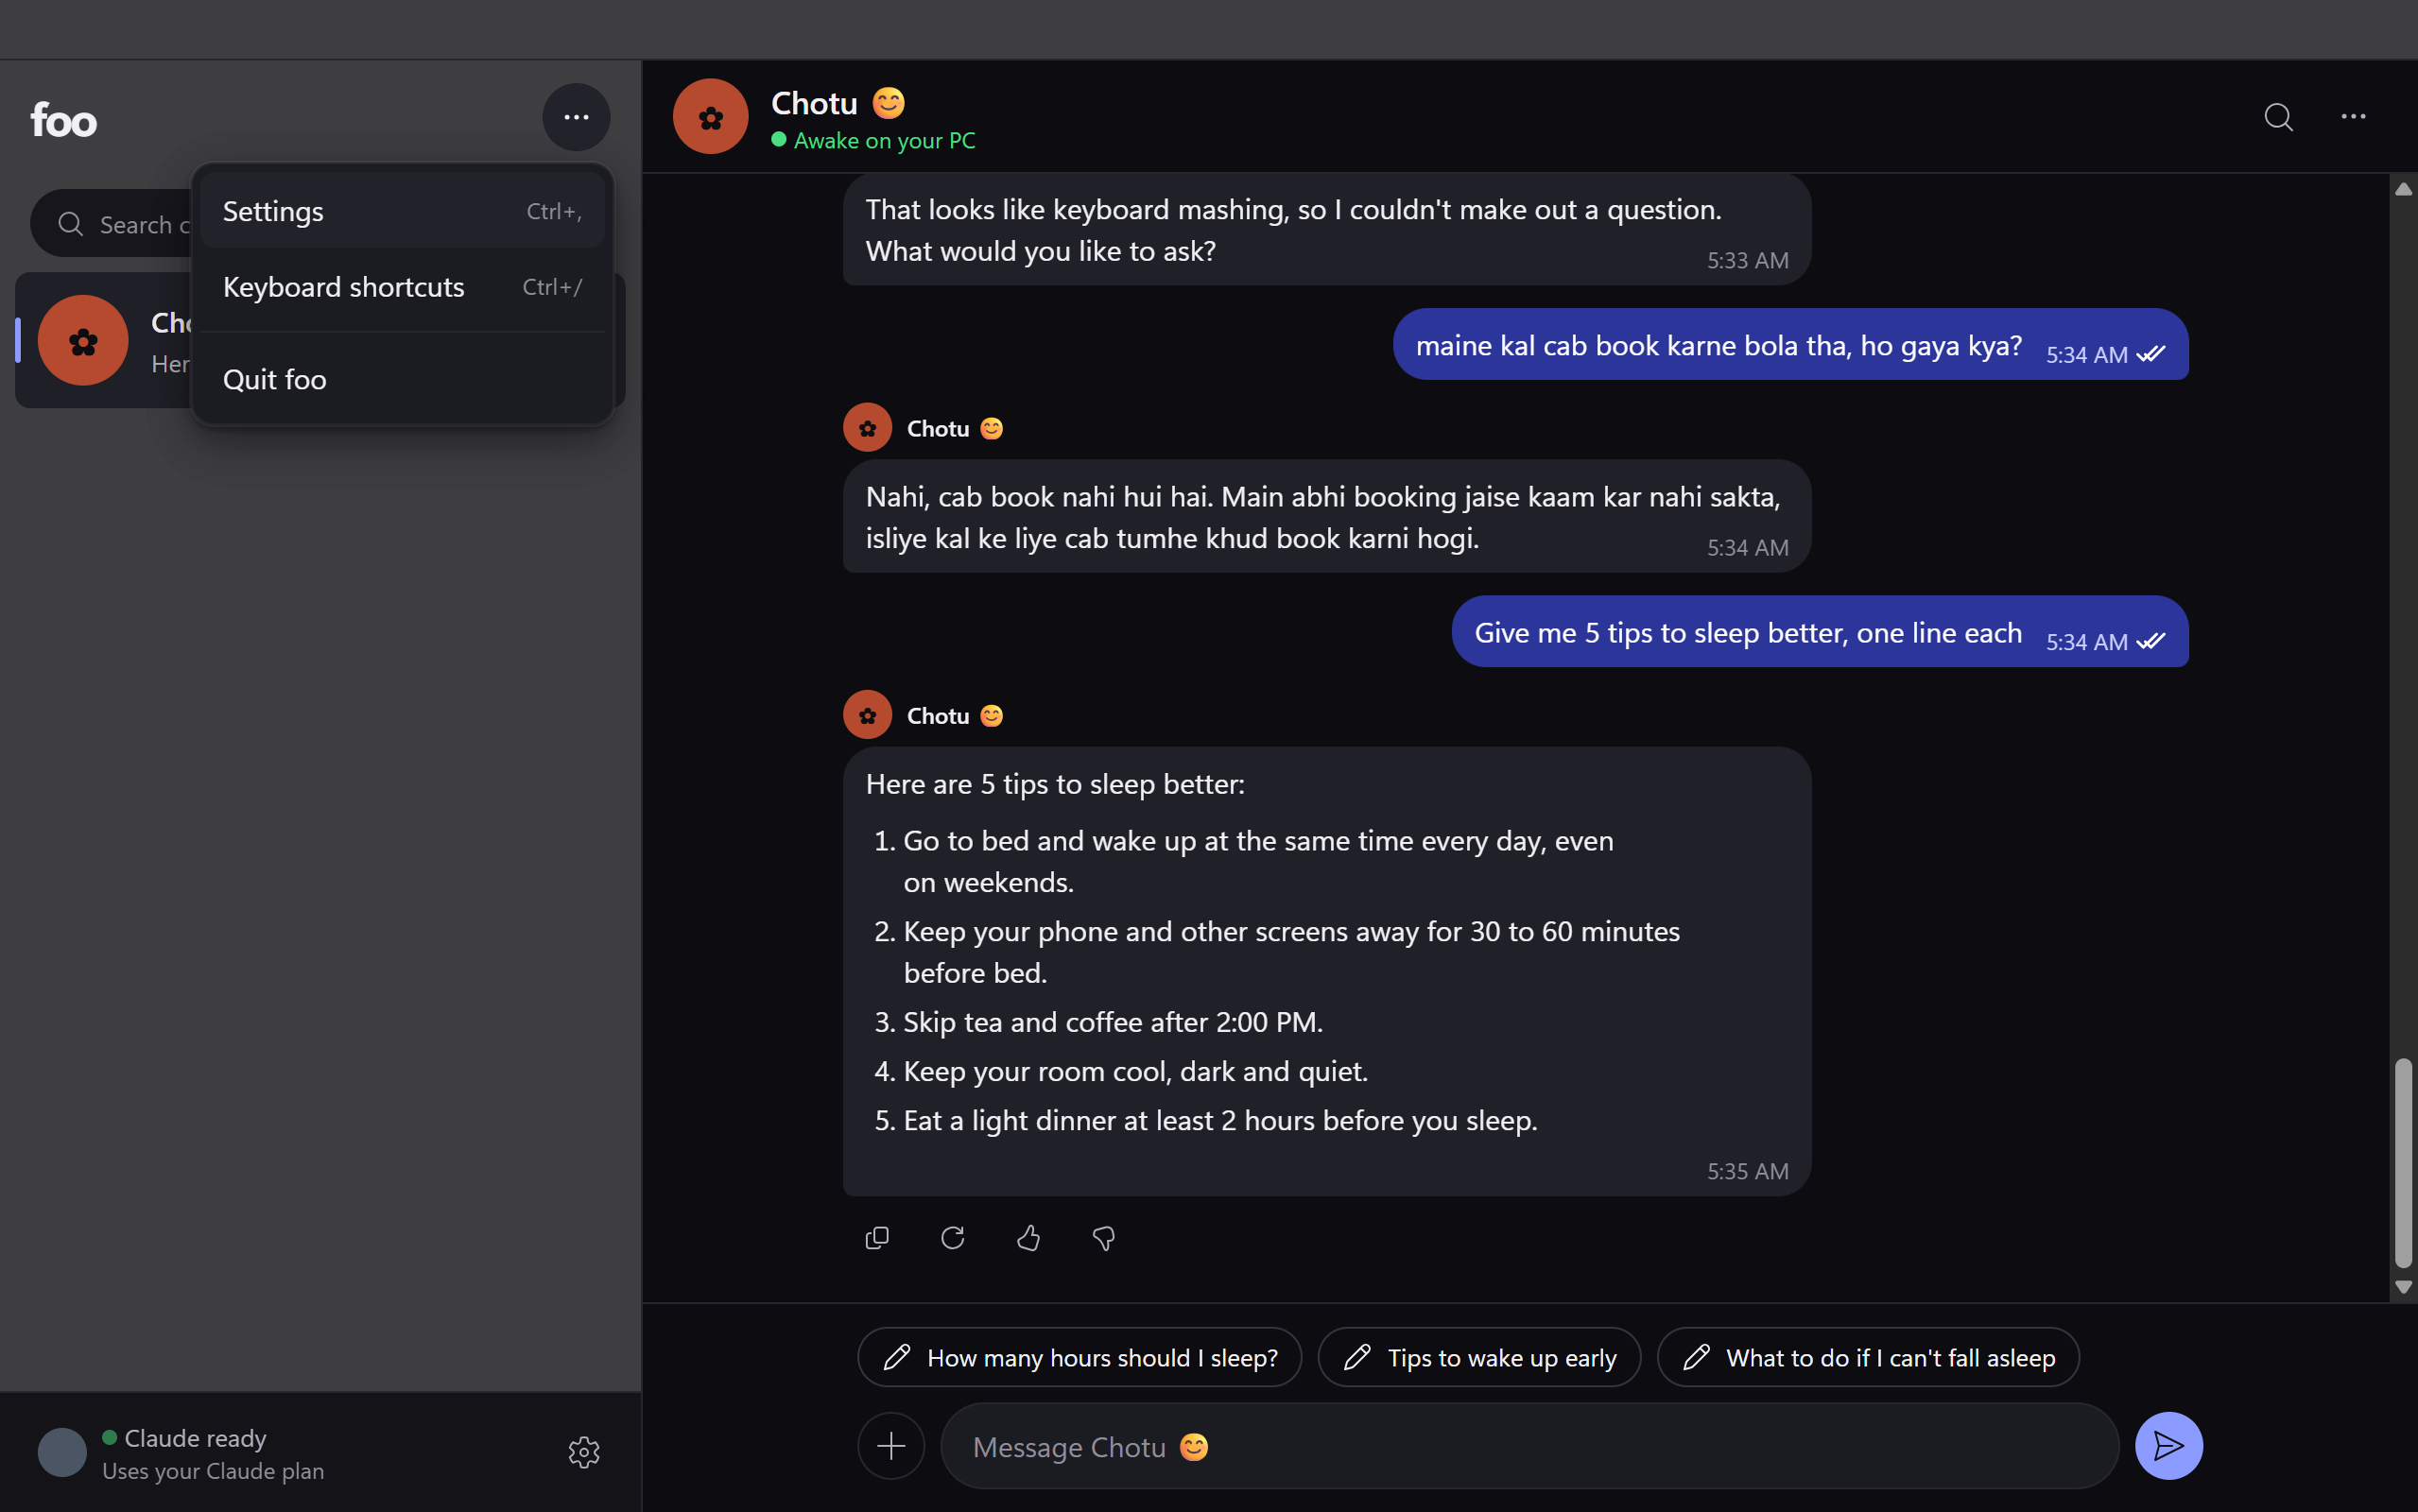 foo
Search c
Settings Ctrl+,
Keyboard shortcuts Ctrl+/
Quit foo
Her
Claude ready
Uses your Claude plan
Chotu 😊
Awake on your PC
That looks like keyboard mashing, so I couldn't make out a question.
What would you like to ask?
5:33 AM
maine kal cab book karne bola tha, ho gaya kya? 5:34 AM
Chotu 😊
Nahi, cab book nahi hui hai. Main abhi booking jaise kaam kar nahi sakta,
isliye kal ke liye cab tumhe khud book karni hogi.
5:34 AM
Give me 5 tips to sleep better, one line each 5:34 AM
Chotu 😊
Here are 5 tips to sleep better:
1. Go to bed and wake up at the same time every day, even
on weekends.
2. Keep your phone and other screens away for 30 to 60 minutes
before bed.
3. Skip tea and coffee after 2:00 PM.
4. Keep your room cool, dark and quiet.
5. Eat a light dinner at least 2 hours before you sleep.
5:35 AM
How many hours should I sleep?
Tips to wake up early
What to do if I can't fall asleep
Message Chotu 😊